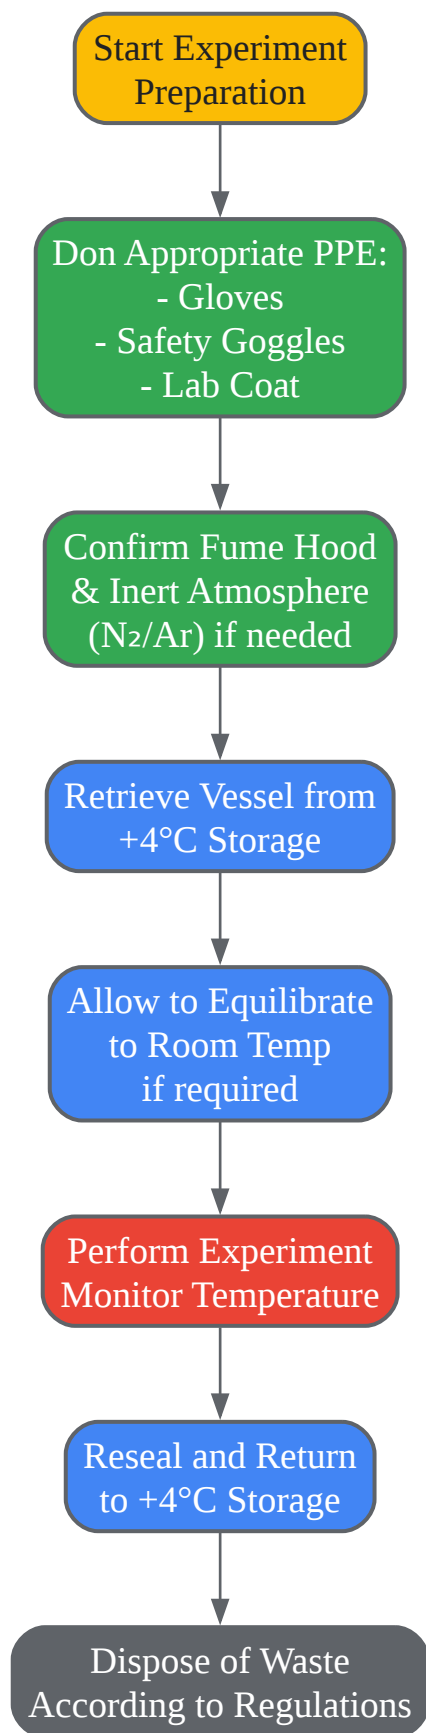 Start Experiment
Preparation
Don Appropriate PPE:
- Gloves
- Safety Goggles
- Lab Coat
Confirm Fume Hood
& Inert Atmosphere
(N₂/Ar) if needed
Retrieve Vessel from
+4°C Storage
Allow to Equilibrate
to Room Temp
if required
Perform Experiment
Monitor Temperature
Reseal and Return
to +4°C Storage
Dispose of Waste
According to Regulations